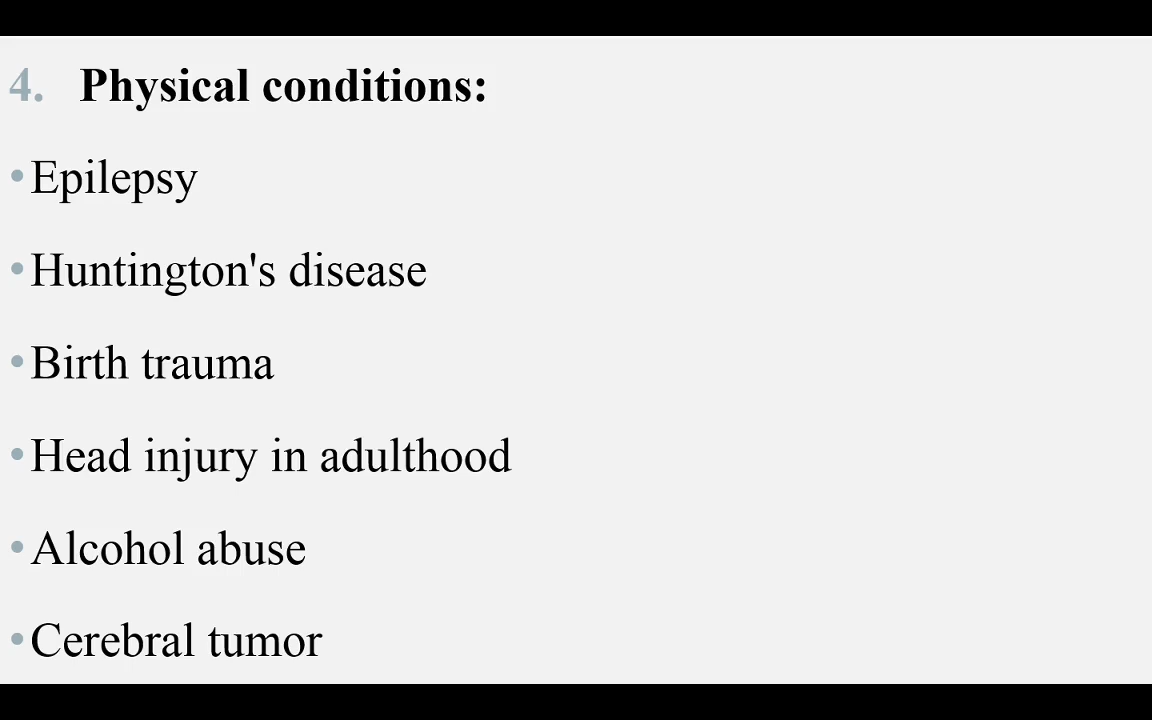 4. Physical conditions:
•Epilepsy
•Huntington's disease
•Birth trauma
•Head injury in adulthood
•Alcohol abuse
•Cerebral tumor